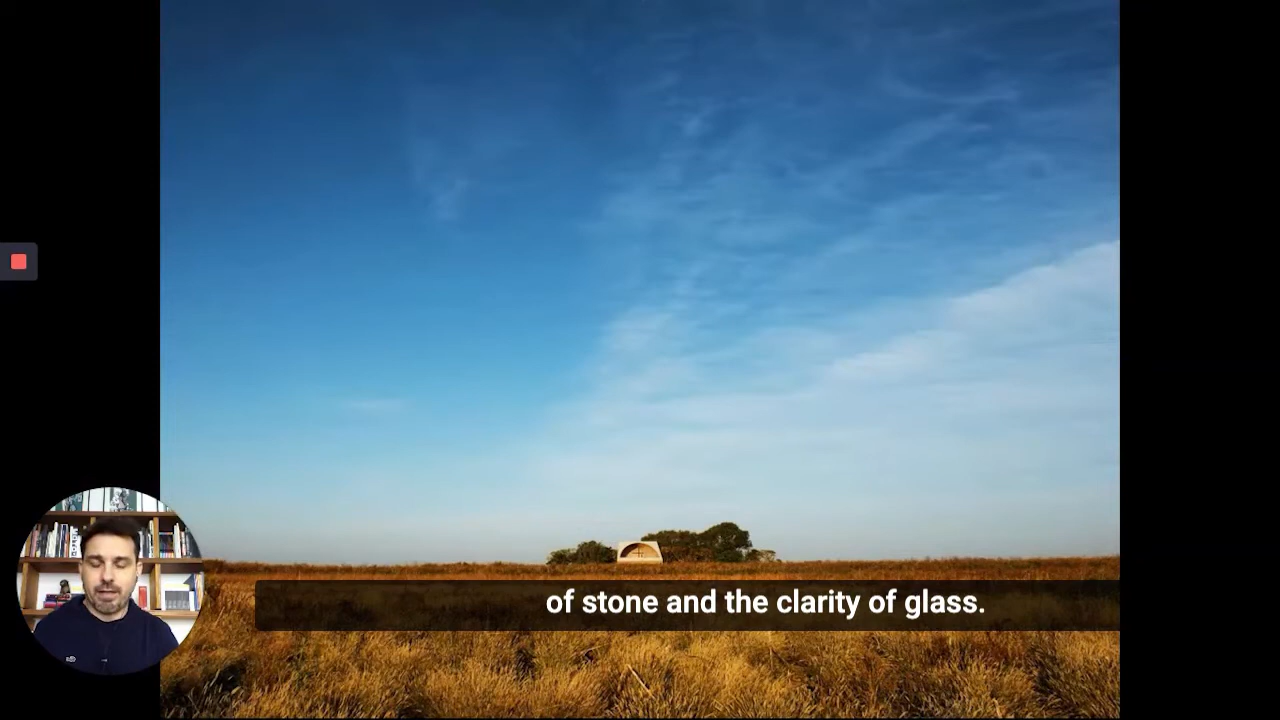 of stone and the clarity of glass.